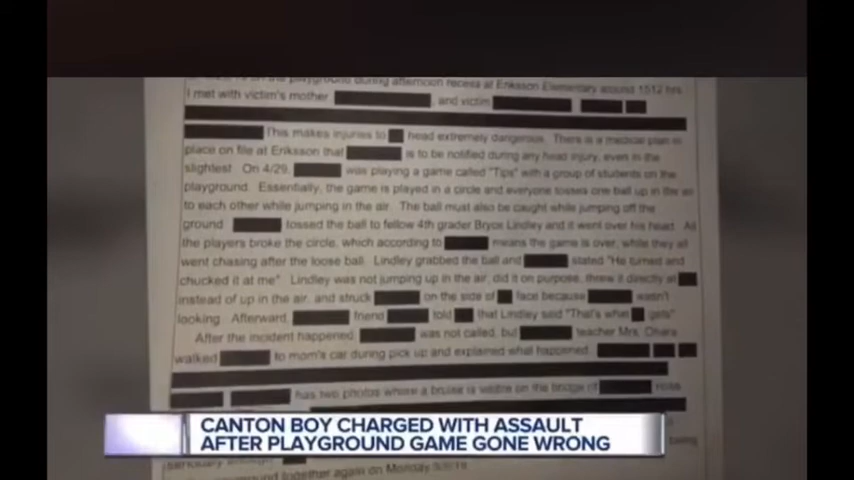 the playground during afternoon recess at Eriksson Elementary around 1512 hrs
I met with victim's mother , and victim
This makes injuries to head extremely dangerous. There is a medical plan in
place on file at Eriksson that is to be notified during any head injury, even in the
slightest. On 4/29, was playing a game called "Tips" with a group of students on the
playground. Essentially, the game is played in a circle and everyone tosses one ball up in the air
to each other while jumping in the air. The ball must also be caught while jumping off the
ground. tossed the ball to fellow 4th grader Bryce Lindley and it went over his head. All
the players broke the circle, which according to means the game is over, while they all
went chasing after the loose ball. Lindley grabbed the ball and stated "He turned and
chucked it at me". Lindley was not jumping up in the air, did it on purpose, threw it directly at
instead of up in the air, and struck on the side of face because wasn't
looking. Afterward, friend told that Lindley said "That's what gets"
After the incident happened, was not called, but teacher Mrs. Ohara
walked to mom's car during pick up and explained what happened.
has two photos where a bruise is visible on the bridge of nose
CANTON BOY CHARGED WITH ASSAULT
AFTER PLAYGROUND GAME GONE WRONG
being
together again on Monday